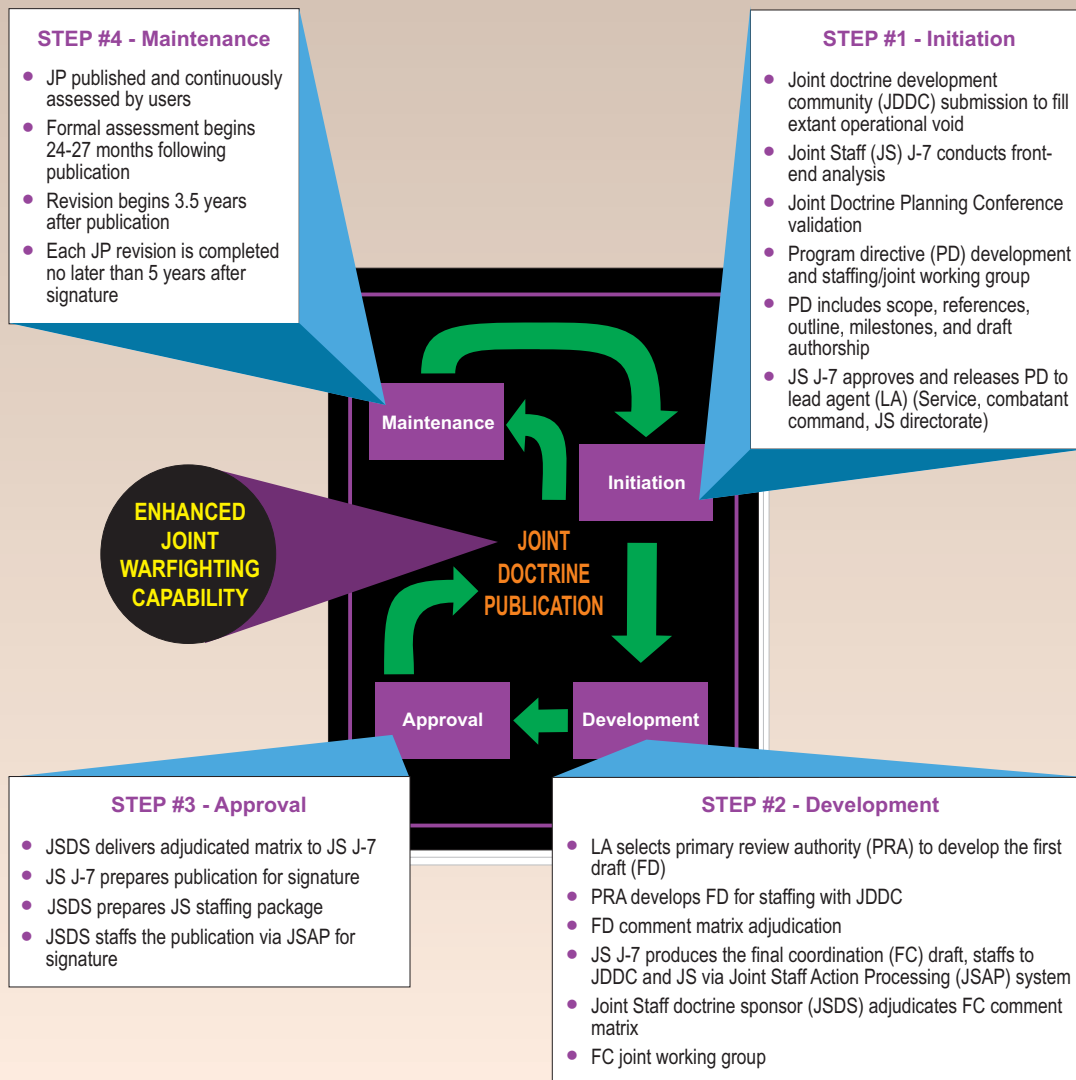 STEP #4 - Maintenance
• JP published and continuously
assessed by users
• Formal assessment begins
24-27 months following
publication
• Revision begins 3.5 years
after publication
• Each JP revision is completed
no later than 5 years after
signature
STEP #1 - Initiation
• Joint doctrine development
community (JDDC) submission to fill
extant operational void
• Joint Staff (JS) J-7 conducts front-
end analysis
• Joint Doctrine Planning Conference
validation
• Program directive (PD) development
and staffing/joint working group
• PD includes scope, references,
outline, milestones, and draft
authorship
• JS J-7 approves and releases PD to
lead agent (LA) (Service, combatant
command, JS directorate)
Maintenance
Initiation
ENHANCED
JOINT
WARFIGHTING
CAPABILITY
JOINT
DOCTRINE
PUBLICATION
Approval
Development
STEP #3 - Approval
• JSDS delivers adjudicated matrix to JS J-7
• JS J-7 prepares publication for signature
• JSDS prepares JS staffing package
• JSDS staffs the publication via JSAP for
signature
STEP #2 - Development
• LA selects primary review authority (PRA) to develop the first
draft (FD)
• PRA develops FD for staffing with JDDC
• FD comment matrix adjudication
• JS J-7 produces the final coordination (FC) draft, staffs to
JDDC and JS via Joint Staff Action Processing (JSAP) system
• Joint Staff doctrine sponsor (JSDS) adjudicates FC comment
matrix
• FC joint working group